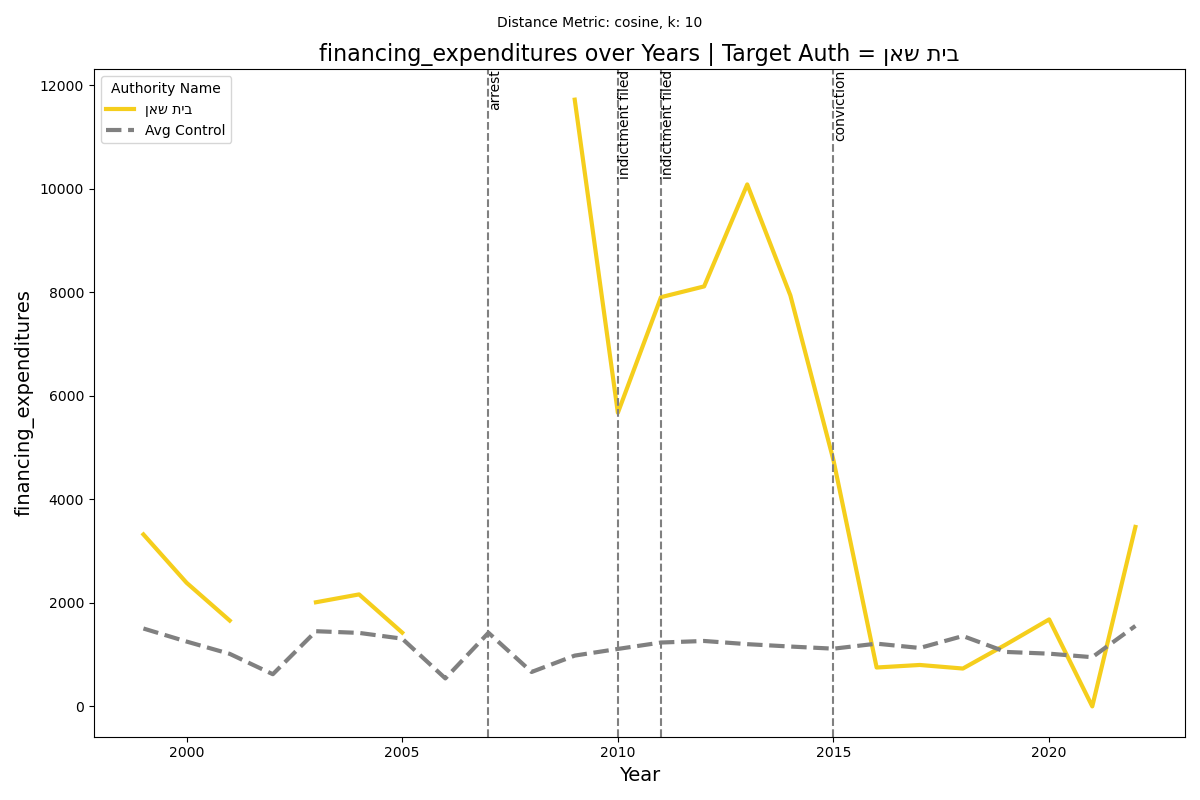 Distance Metric: cosine, k: 10
financing_expenditures over Years | Target Auth = בית שאן
Authority Name
בית שאן
Avg Control
arrest
indictment filed
indictment filed
conviction
financing_expenditures
12000
10000
8000
6000
4000
2000
0
2000
2005
2010
2015
2020
Year